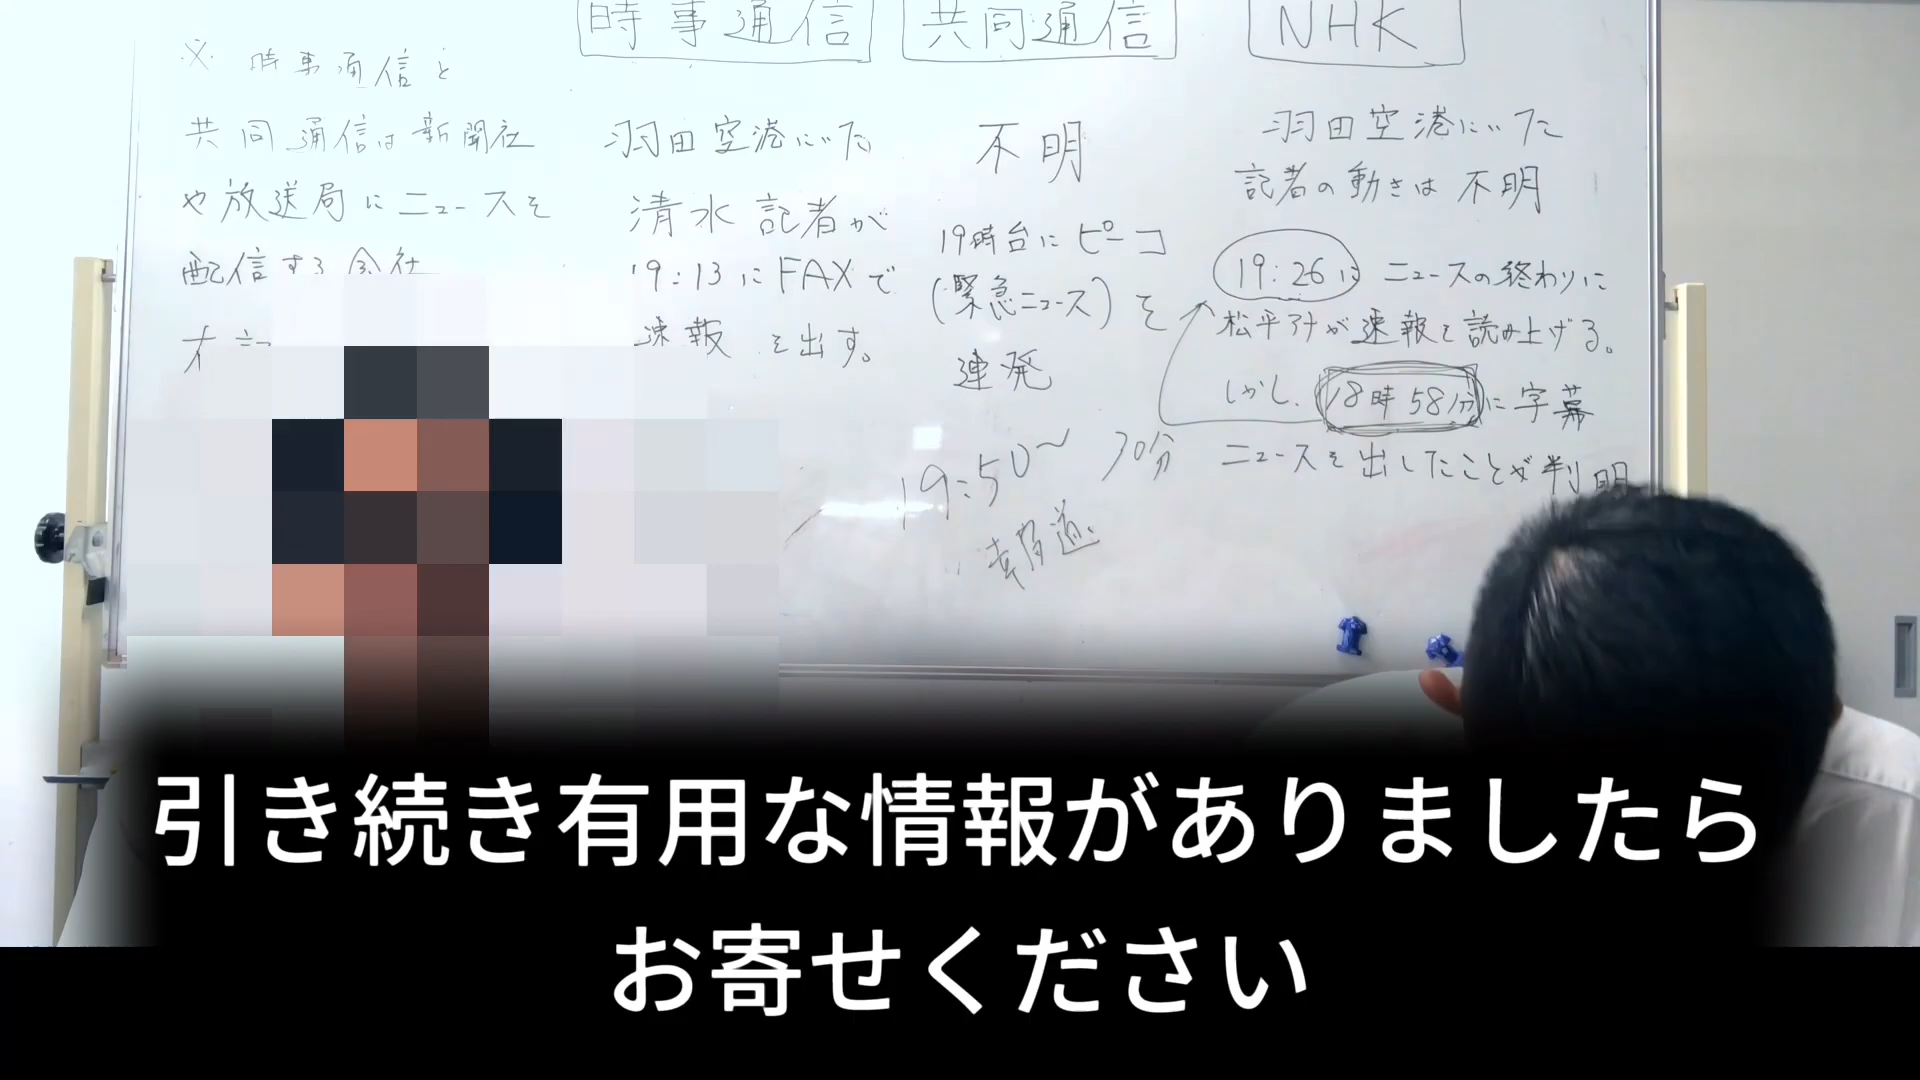 時事通信
共同通信
NHK
※ 時事通信と
共同通信は新聞社
や放送局にニュースを
配信する会社
羽田空港にいた
清水記者が
19:13にFAXで
速報を出す。
不明
19時台にピーコ
(緊急ニュース)を
連発
19:50~
羽田空港にいた
記者の動きは不明
19:26に ニュースの終わりに
松平アナが速報を読み上げる。
しかし、18時58分に字幕
ニュースを出したことが判明
引き続き有用な情報がありましたら
お寄せください